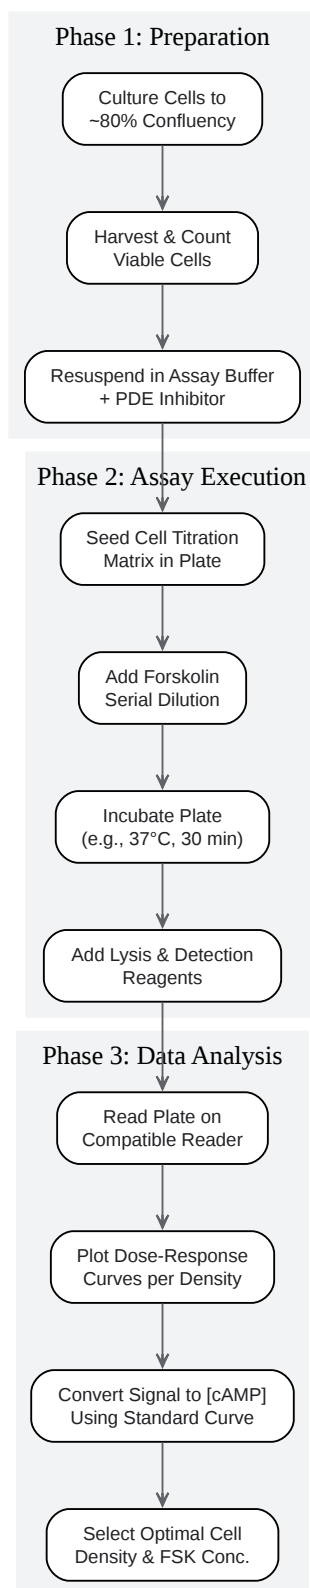 Phase 1: Preparation
Culture Cells to
~80% Confluency
Harvest & Count
Viable Cells
Resuspend in Assay Buffer
+ PDE Inhibitor
Phase 2: Assay Execution
Seed Cell Titration
Matrix in Plate
Add Forskolin
Serial Dilution
Incubate Plate
(e.g., 37°C, 30 min)
Add Lysis & Detection
Reagents
Phase 3: Data Analysis
Read Plate on
Compatible Reader
Plot Dose-Response
Curves per Density
Convert Signal to [cAMP]
Using Standard Curve
Select Optimal Cell
Density & FSK Conc.